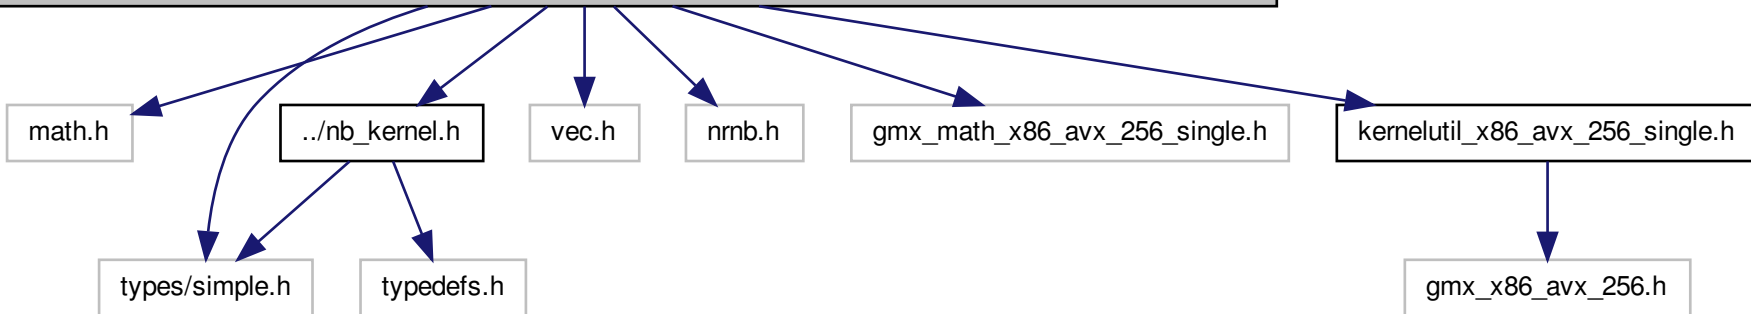 math.h
../nb_kernel.h
vec.h
nrnb.h
gmx_math_x86_avx_256_single.h
kernelutil_x86_avx_256_single.h
types/simple.h
typedefs.h
gmx_x86_avx_256.h